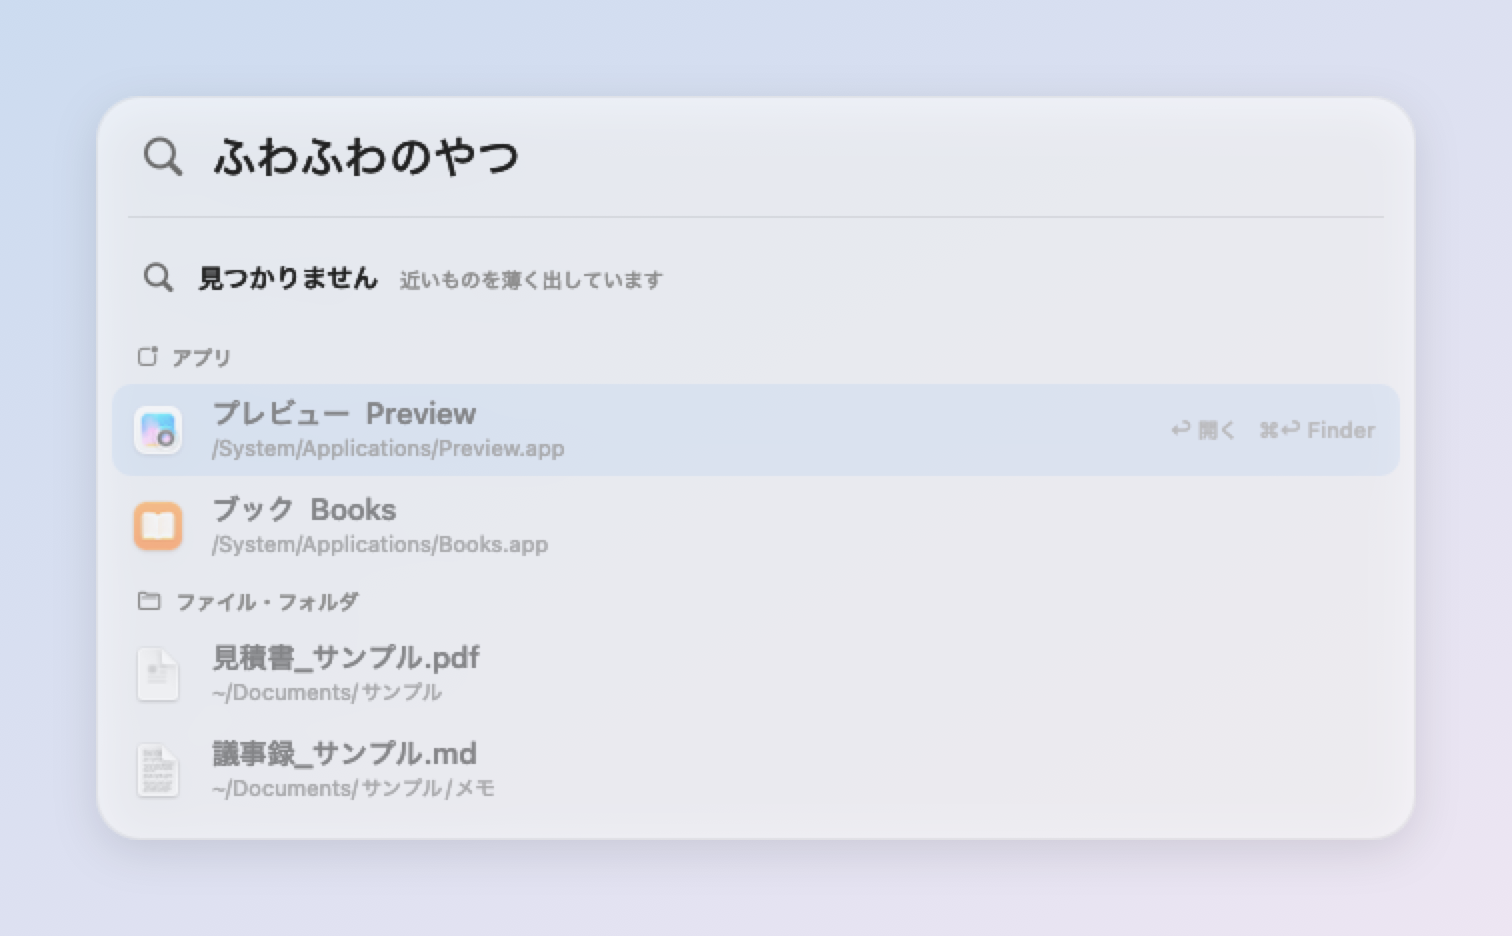 ふわふわのやつ
見つかりません 近いものを薄く出しています
アプリ
プレビュー Preview
/System/Applications/Preview.app
↩ 開く ⌘↩ Finder
ブック Books
/System/Applications/Books.app
ファイル・フォルダ
見積書_サンプル.pdf
~/Documents/サンプル
議事録_サンプル.md
~/Documents/サンプル/メモ